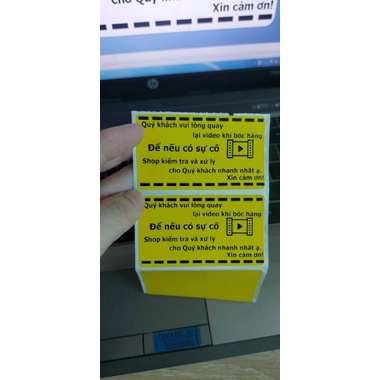 cho Quý
Xin cảm ơn!
Quý khách vui lòng quay
lại video khi bóc hàng
Để nếu có sự cố
Shop kiểm tra và xử lý
cho Quý khách nhanh nhất ạ.
Xin cảm ơn!
Quý khách vui lòng quay
lại video khi bóc hàng
Để nếu có sự cố
Shop kiểm tra và xử lý
cho Quý khách nhanh nhất ạ.
Xin cảm ơn!
hp